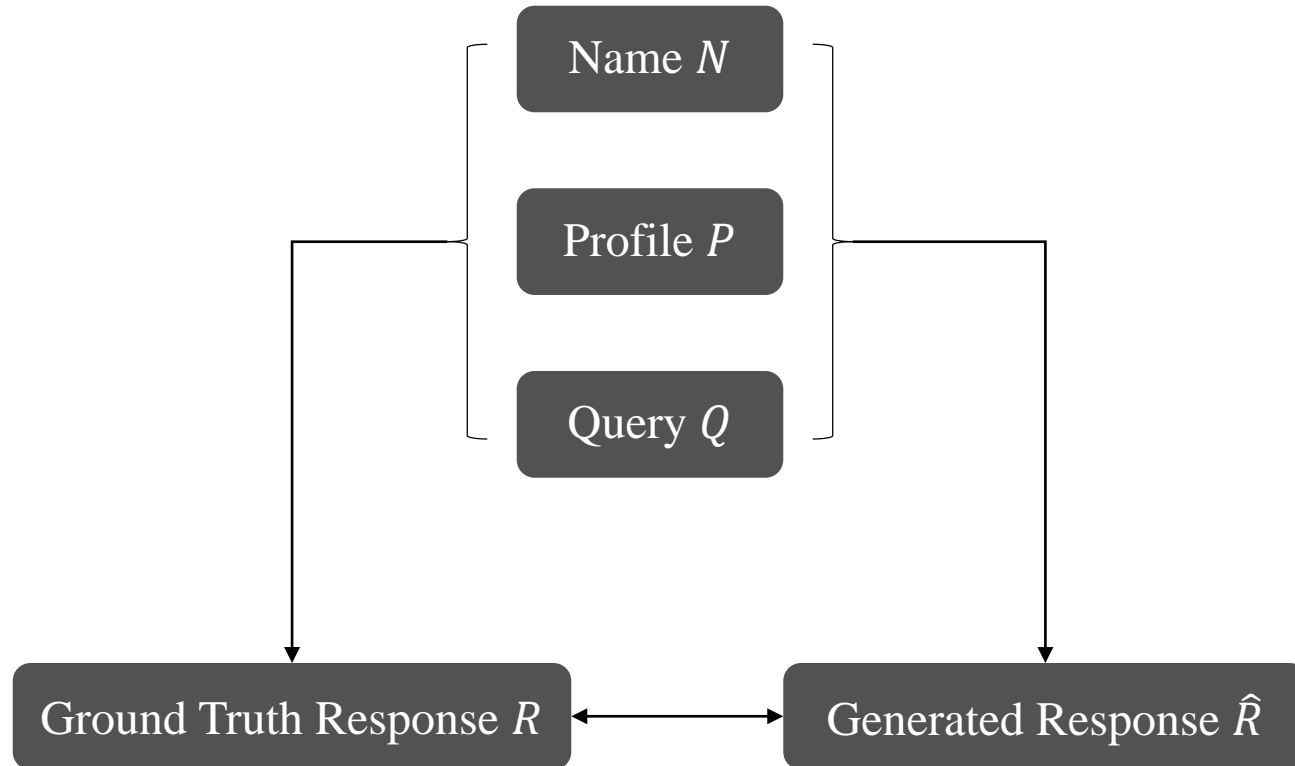 Name N
Profile P
Query Q
Ground Truth Response R
Generated Response R̂